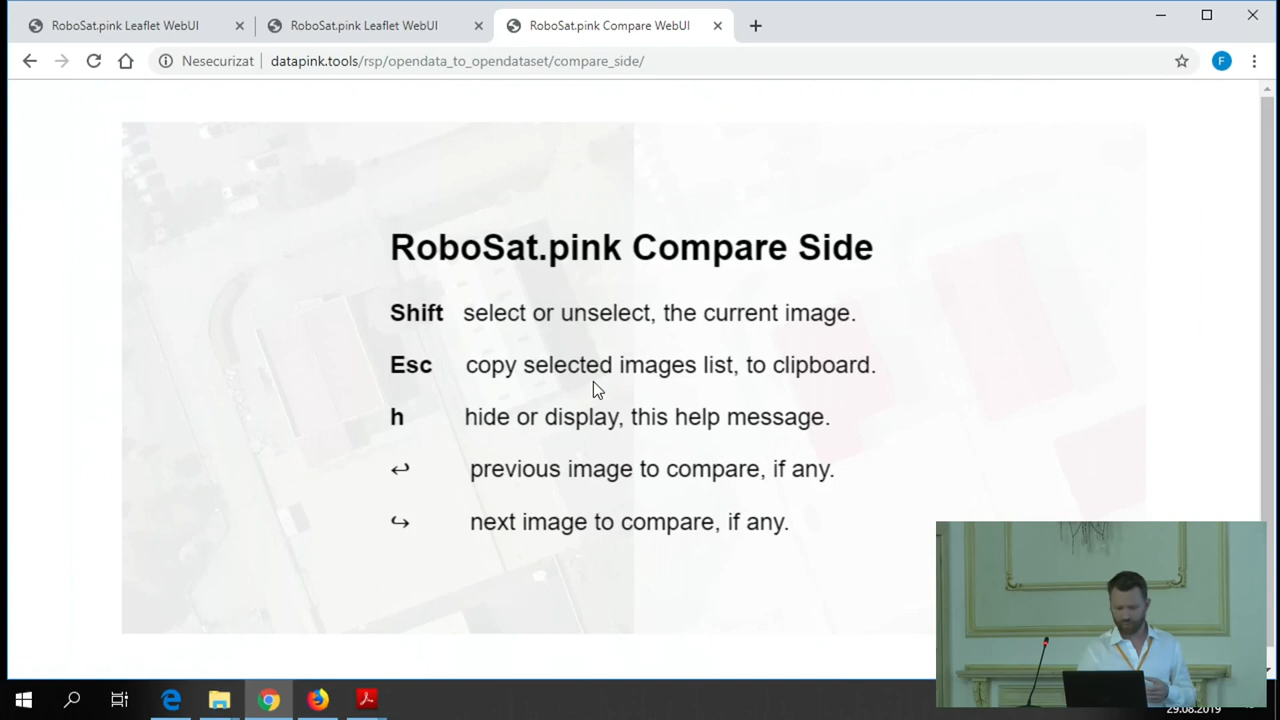 RoboSat.pink Leaflet WebUI
RoboSat.pink Leaflet WebUI
RoboSat.pink Compare WebUI
Nesecurizat
datapink.tools/rsp/opendata_to_opendataset/compare_side/
F
RoboSat.pink Compare Side
Shift select or unselect, the current image.
Esc copy selected images list, to clipboard.
h hide or display, this help message.
↩ previous image to compare, if any.
↪ next image to compare, if any.
29.08.2019